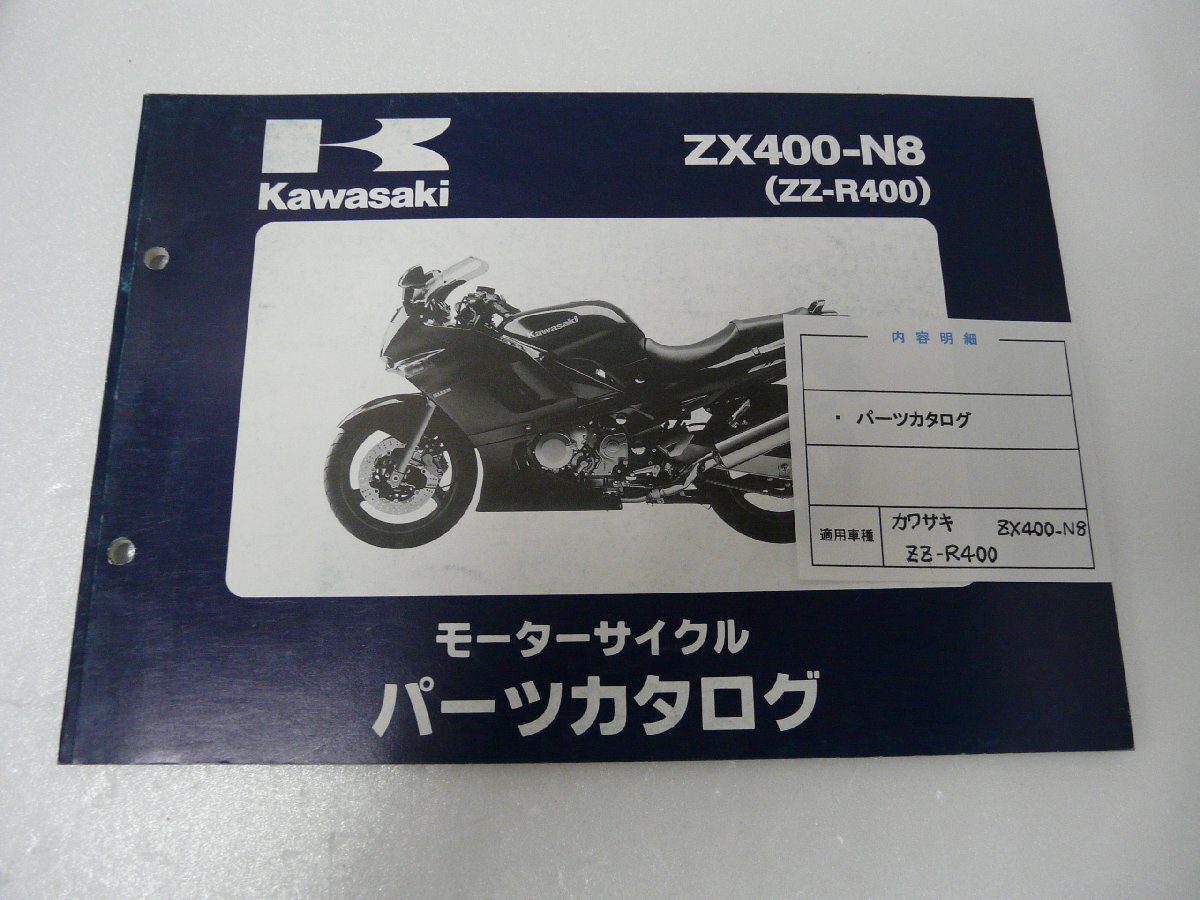 Kawasaki
ZX400-N8
(ZZ-R400)
Kawasaki
内容明細
・ パーツカタログ
適用車種
カワサキ ZX400-N8
ZZ-R400
モーターサイクル
パーツカタログ